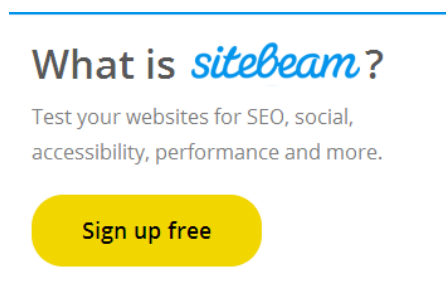 What is sitebeam?
Test your websites for SEO, social,
accessibility, performance and more.
Sign up free